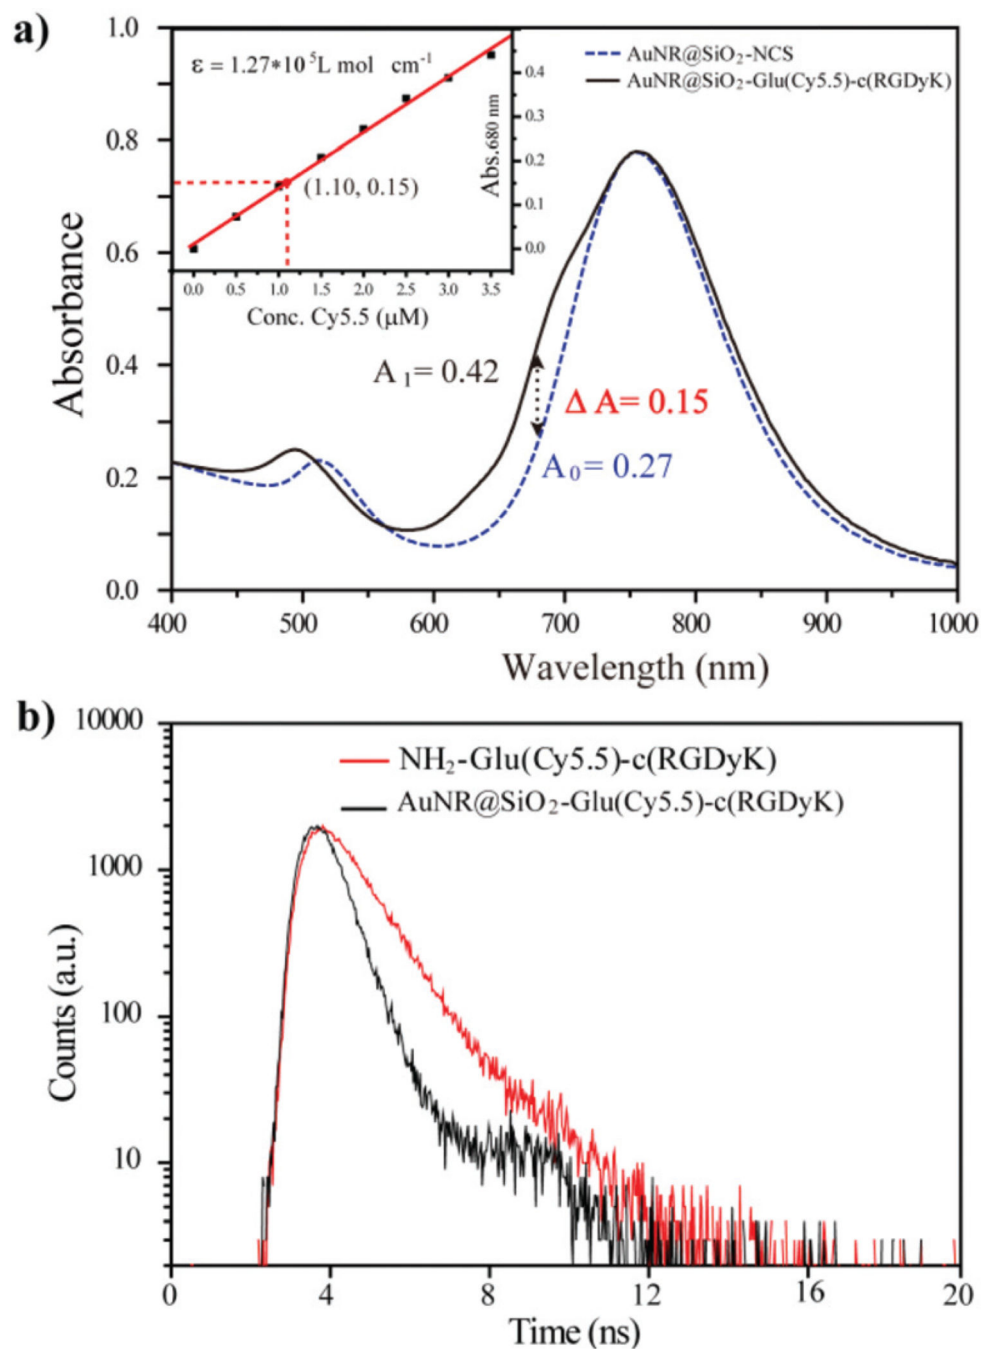 a)
1.0
0.8
0.6
0.4
0.2
0.0
Absorbance
ε = 1.27*10⁵L mol cm⁻¹
(1.10, 0.15)
0.4
0.3
0.2
0.1
0.0
Abs.680 nm
0.0 0.5 1.0 1.5 2.0 2.5 3.0 3.5
Conc. Cy5.5 (μM)
AuNR@SiO₂-NCS
AuNR@SiO₂-Glu(Cy5.5)-c(RGDyK)
A₁= 0.42
Δ A= 0.15
A₀= 0.27
400 500 600 700 800 900 1000
Wavelength (nm)
b)
10000
1000
100
10
Counts (a.u.)
NH₂-Glu(Cy5.5)-c(RGDyK)
AuNR@SiO₂-Glu(Cy5.5)-c(RGDyK)
0 4 8 12 16 20
Time (ns)